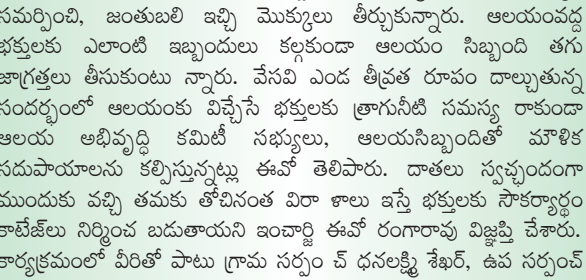 సమర్పించి, జంతుబలి ఇచ్చి మొక్కులు తీర్చుకున్నారు. ఆలయంవద్ద
భక్తులకు ఎలాంటి ఇబ్బందులు కల్గకుండా ఆలయం సిబ్బంది తగు
జాగ్రత్తలు తీసుకుంటు న్నారు. వేసవి ఎండ తీవ్రత రూపం దాల్చుతున్న
సందర్భంలో ఆలయంకు విచ్చేసే భక్తులకు త్రాగునీటి సమస్య రాకుండా
ఆలయ అభివృద్ధి కమిటీ సభ్యులు, ఆలయసిబ్బందితో మౌళిక
సదుపాయాలను కల్పిస్తున్నట్లు ఈవో తెలిపారు. దాతలు స్వచ్ఛందంగా
ముందుకు వచ్చి తమకు తోచినంత విరా ళాలు ఇస్తే భక్తులకు సౌకర్యార్థం
కాటేజ్‌లు నిర్మించ బడుతాయని ఇంచార్జి ఈవో రంగారావు విజ్ఞప్తి చేశారు.
కార్యక్రమంలో వీరితో పాటు గ్రామ సర్పం చ్ ధనలక్ష్మి శేఖర్, ఉప సర్పంచ్